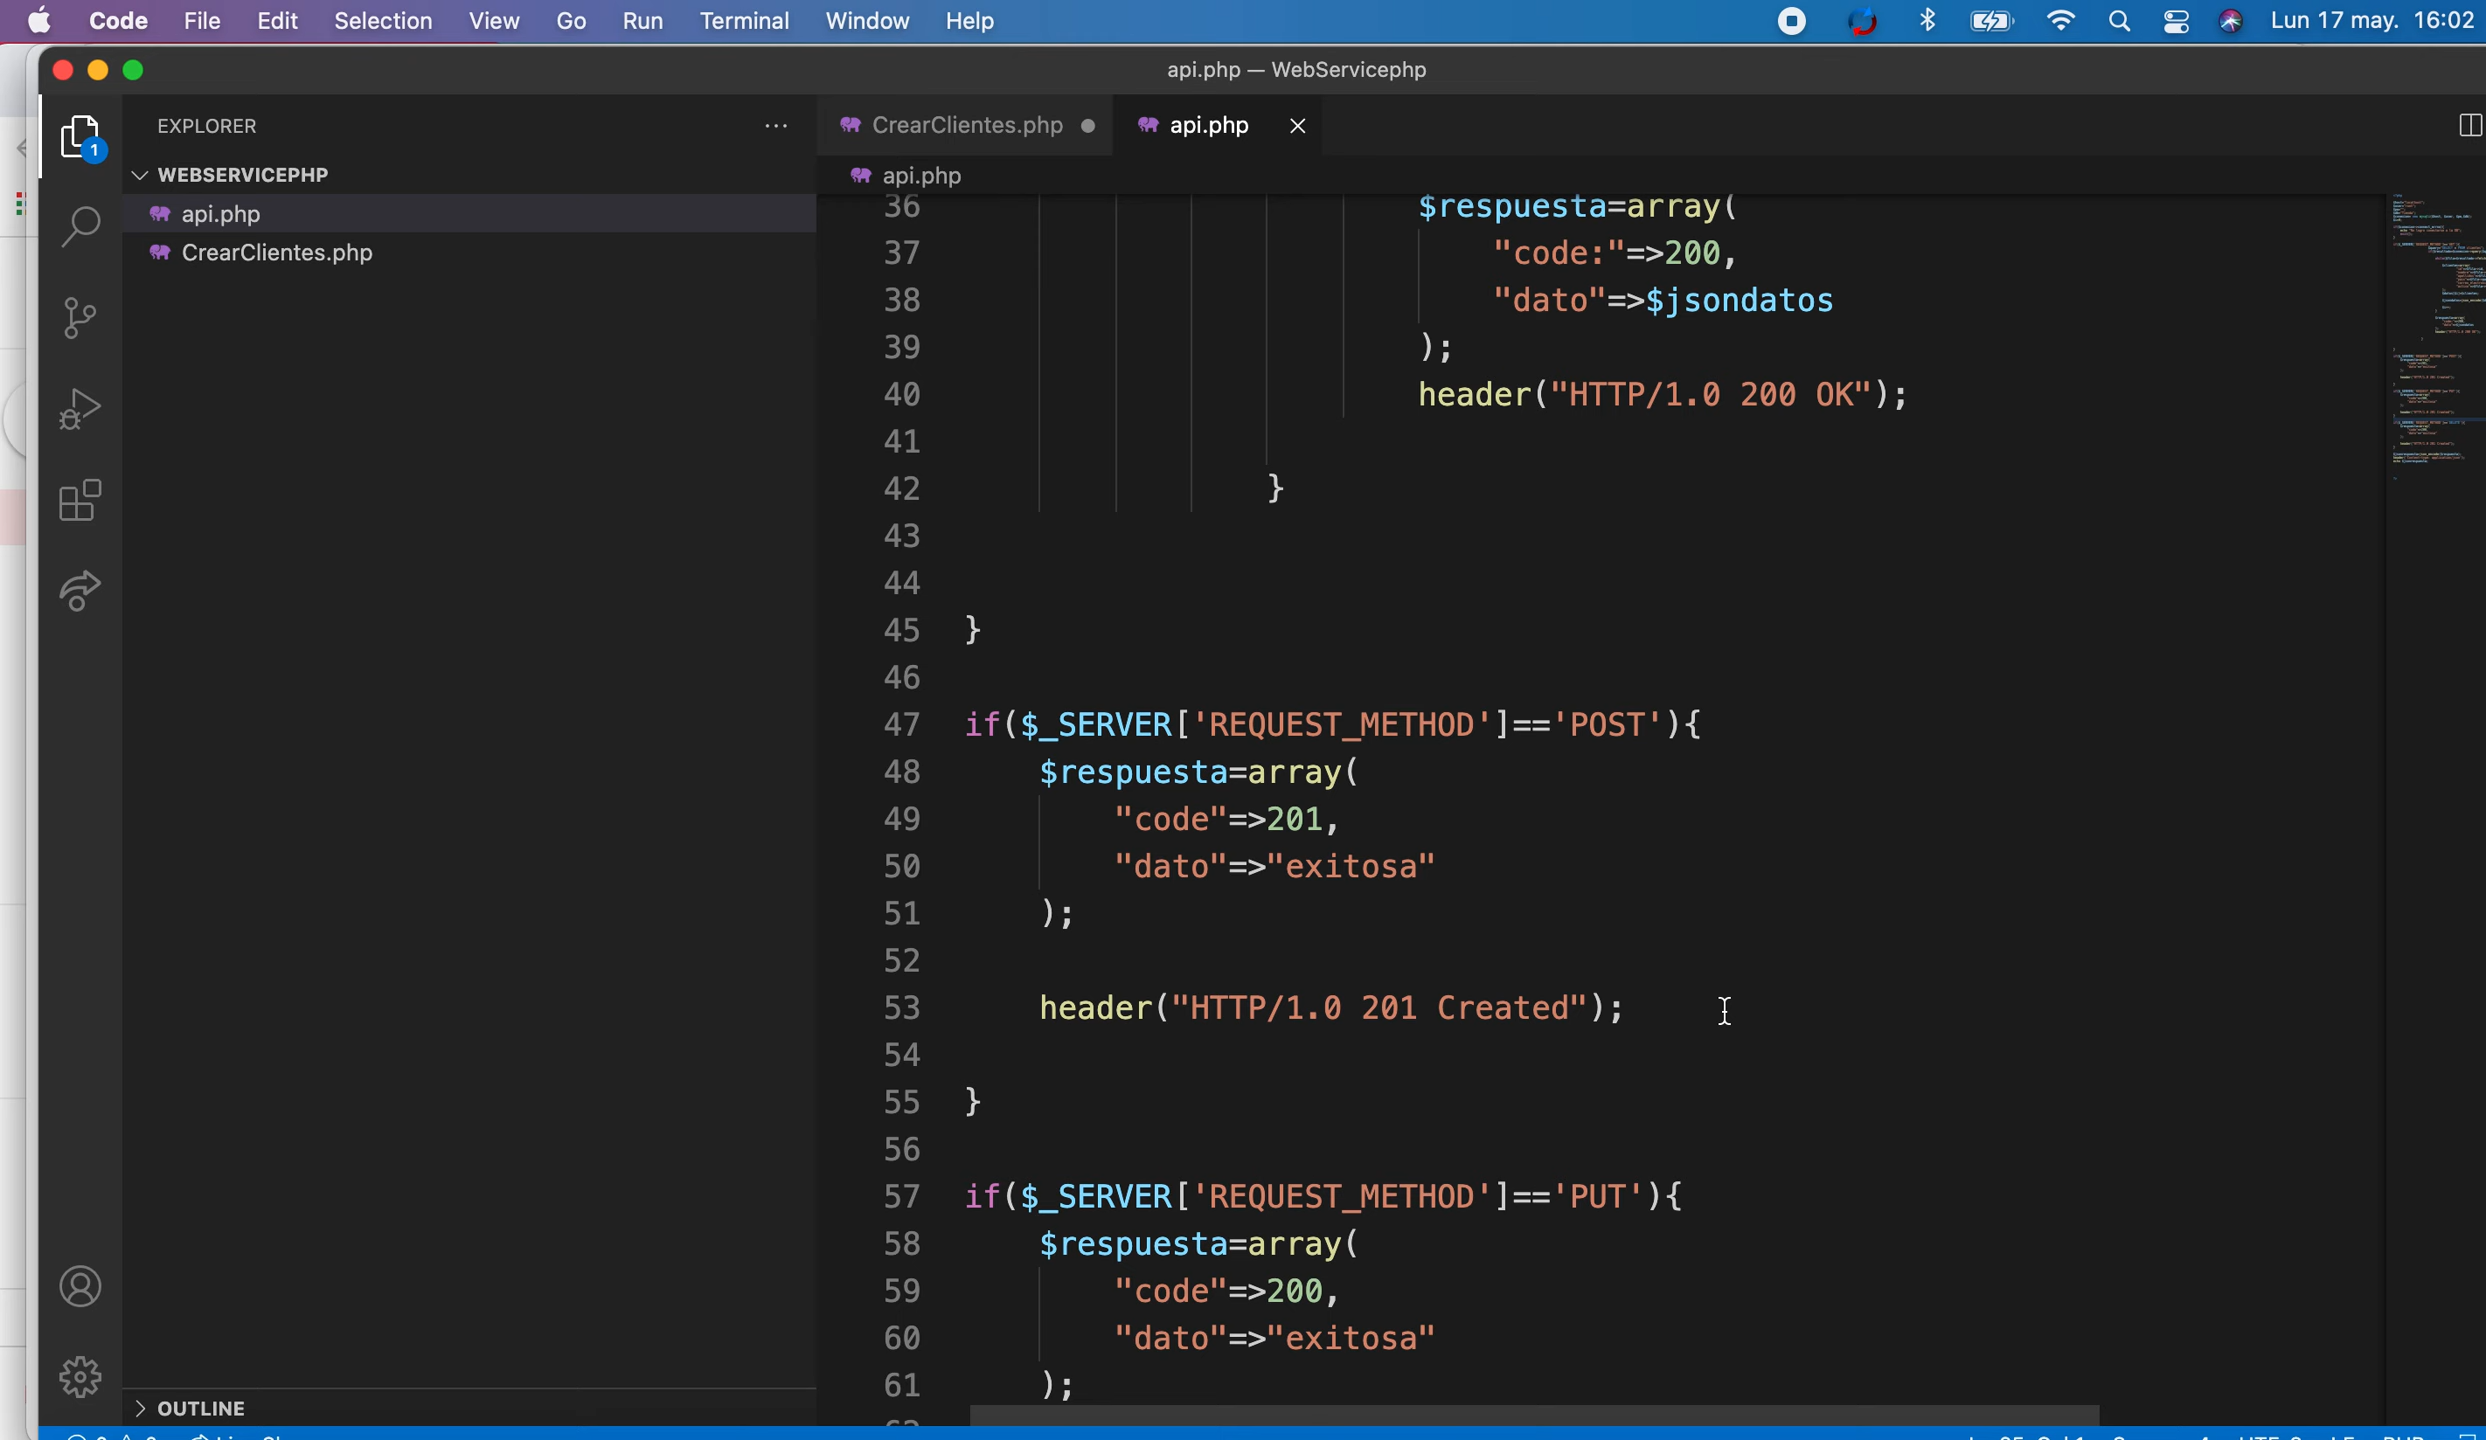 Code File Edit Selection View Go Run Terminal Window Help Lun 17 may. 16:02
api.php — WebServicephp
EXPLORER
CrearClientes.php
api.php
1
WEBSERVICEPHP
api.php
api.php
CrearClientes.php
36 $respuesta=array(
37 "code:"=>200,
38 "dato"=>$jsondatos
39 );
40 header("HTTP/1.0 200 OK");
41
42 }
43
44
45 }
46
47 if($_SERVER['REQUEST_METHOD']=='POST'){
48 $respuesta=array(
49 "code"=>201,
50 "dato"=>"exitosa"
51 );
52
53 header("HTTP/1.0 201 Created");
54
55 }
56
57 if($_SERVER['REQUEST_METHOD']=='PUT'){
58 $respuesta=array(
59 "code"=>200,
60 "dato"=>"exitosa"
61 );
OUTLINE